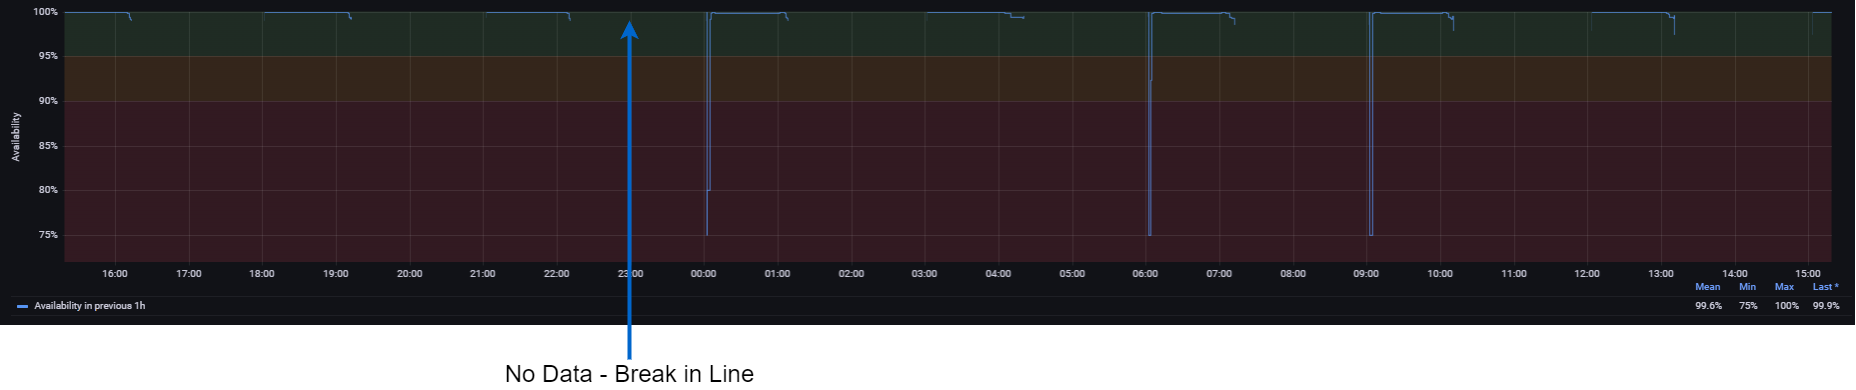 100%
95%
90%
85%
80%
75%
Availability
16:00 17:00 18:00 19:00 20:00 21:00 22:00 23:00 00:00 01:00 02:00 03:00 04:00 05:00 06:00 07:00 08:00 09:00 10:00 11:00 12:00 13:00 14:00 15:00
Mean Min Max Last *
Availability in previous 1h 99.6% 75% 100% 99.9%
No Data - Break in Line